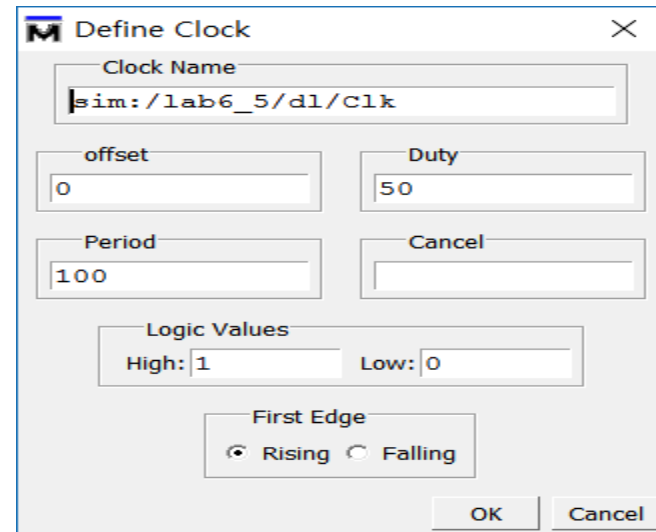 Define Clock
Clock Name
sim:/lab6_5/dl/Clk
offset
Duty
0
50
Period
Cancel
100
Logic Values
High: 1 Low: 0
First Edge
Rising Falling
OK Cancel